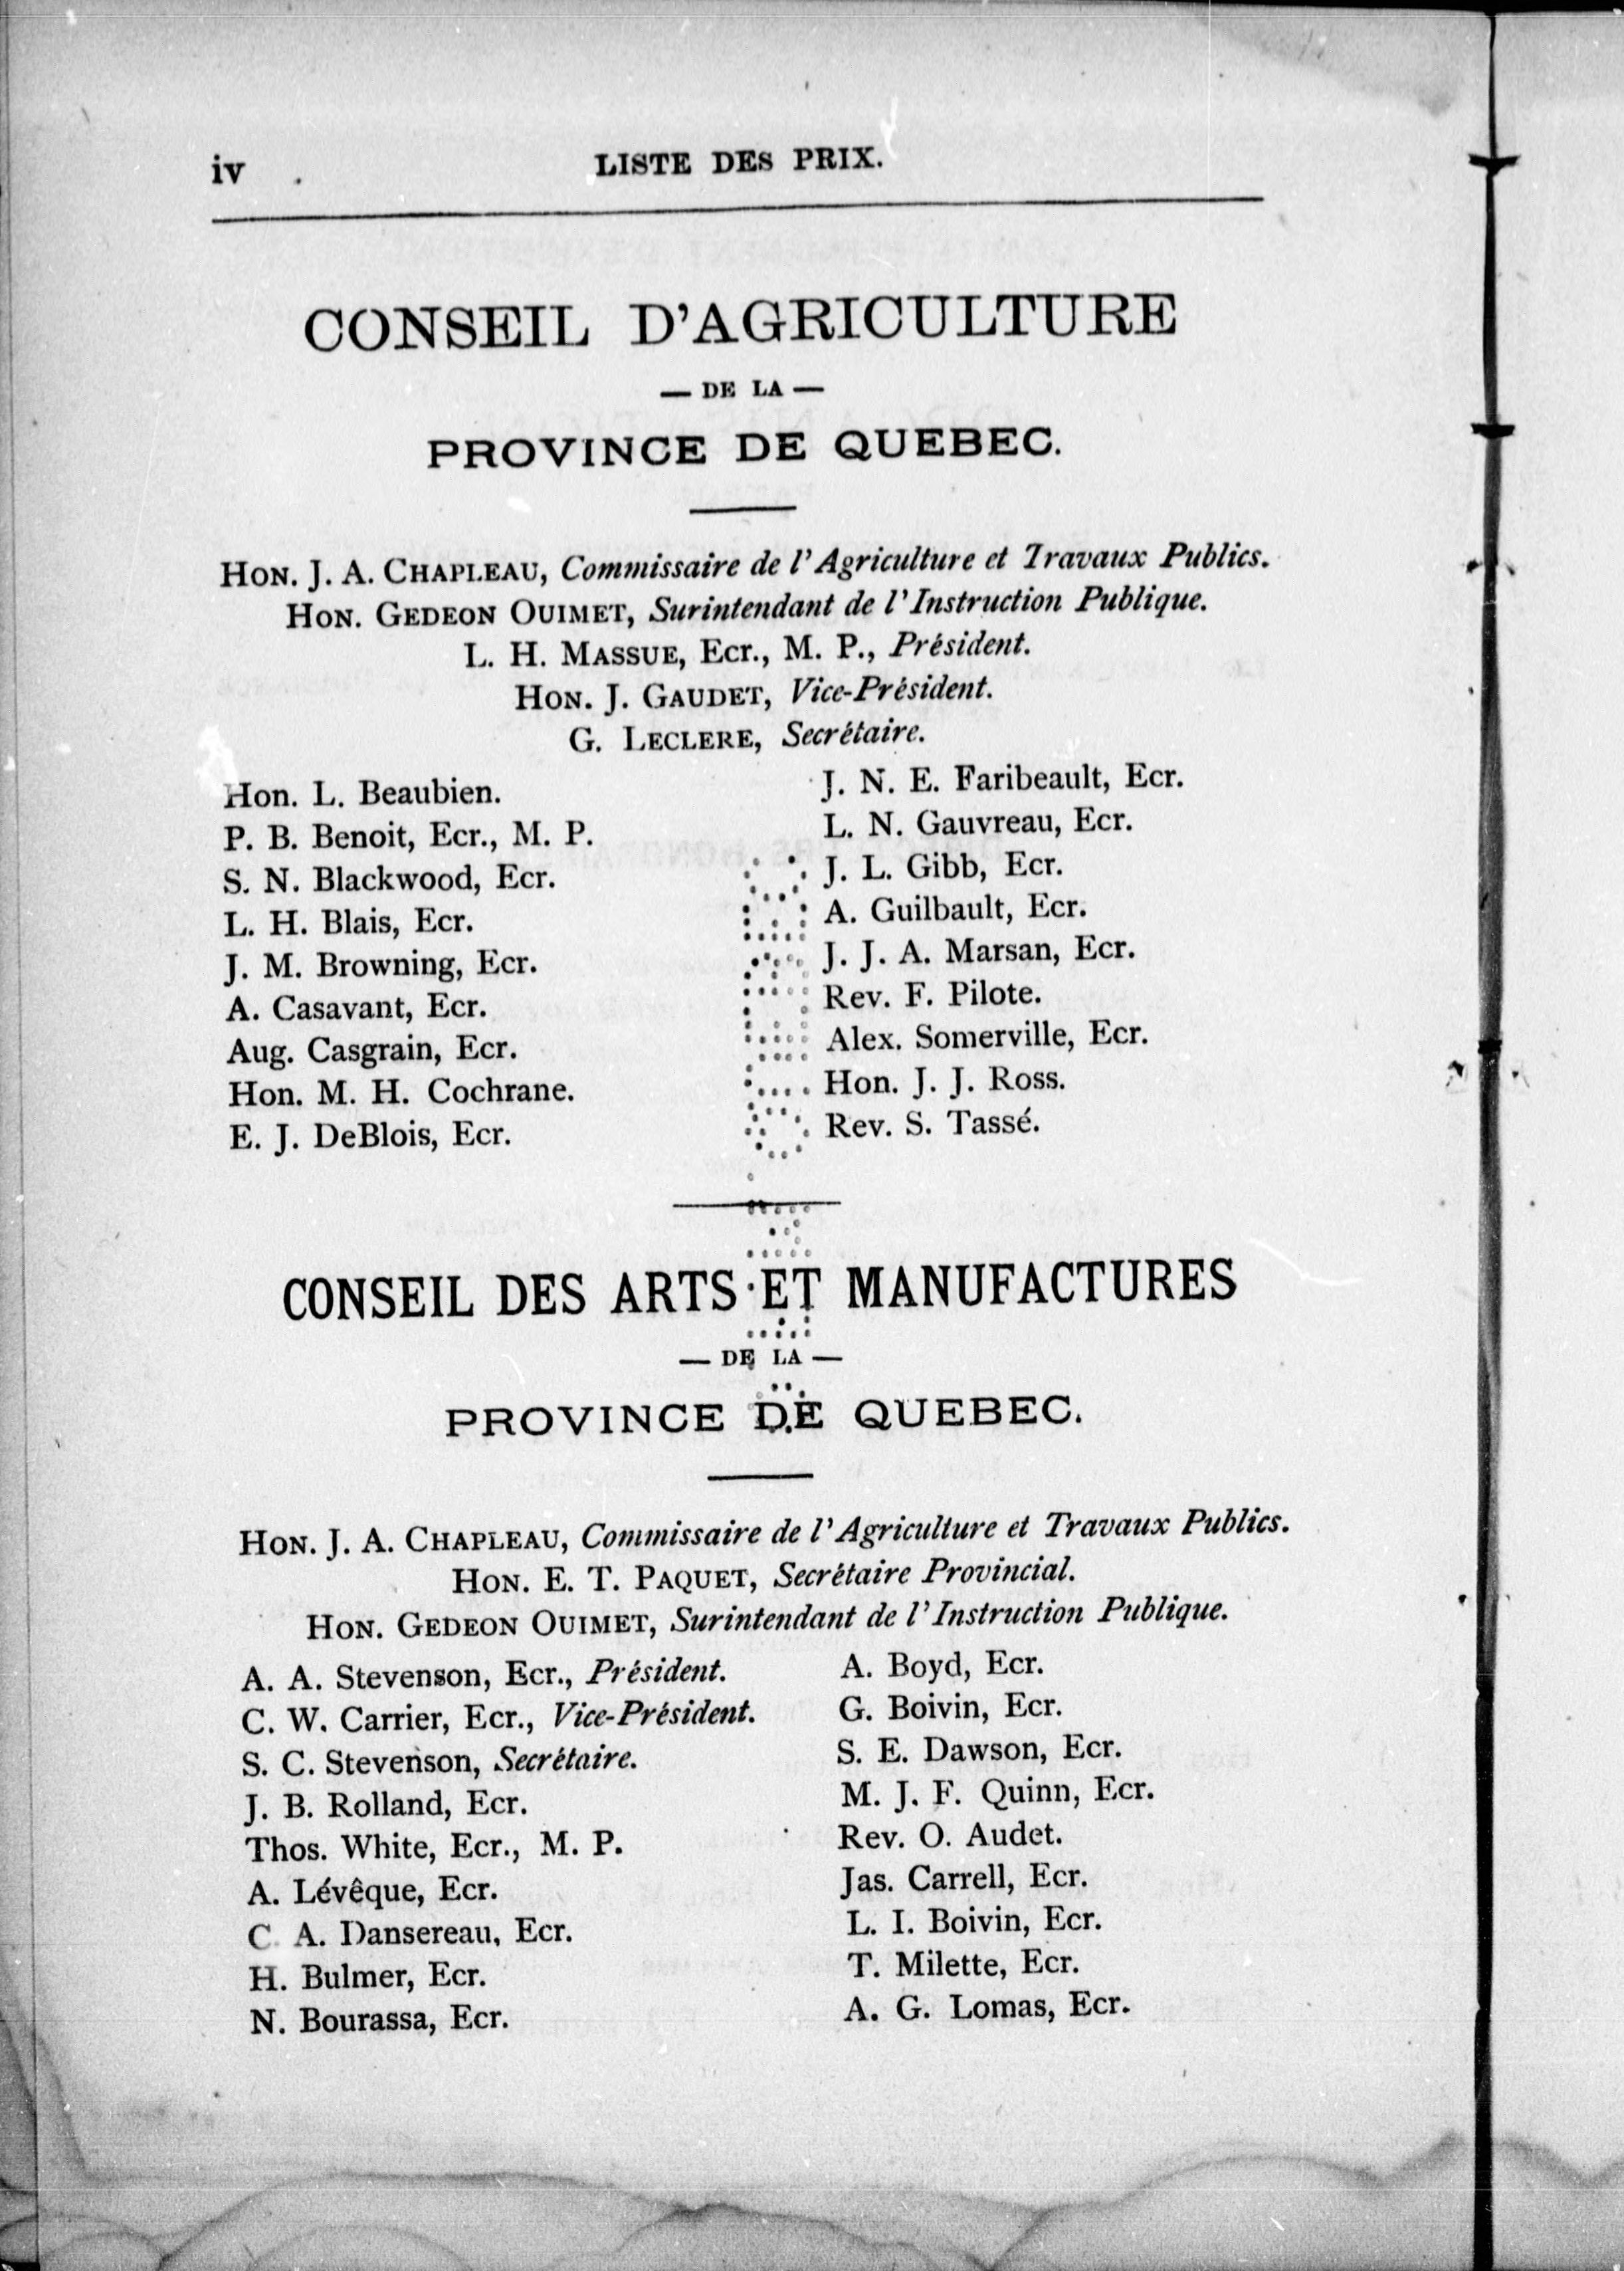 iv
LISTE DES PRIX.
CONSEIL D'AGRICULTURE
— DE LA —
PROVINCE DE QUEBEC.
HON. J. A. CHAPLEAU, Commissaire de l'Agriculture et Travaux Publics.
HON. GEDEON OUIMET, Surintendant de l'Instruction Publique.
L. H. MASSUE, Ecr., M. P., Président.
HON. J. GAUDET, Vice-Président.
G. LECLERE, Secrétaire.
Hon. L. Beaubien.
P. B. Benoit, Ecr., M. P.
S. N. Blackwood, Ecr.
L. H. Blais, Ecr.
J. M. Browning, Ecr.
A. Casavant, Ecr.
Aug. Casgrain, Ecr.
Hon. M. H. Cochrane.
E. J. DeBlois, Ecr.
J. N. E. Faribeault, Ecr.
L. N. Gauvreau, Ecr.
J. L. Gibb, Ecr.
A. Guilbault, Ecr.
J. J. A. Marsan, Ecr.
Rev. F. Pilote.
Alex. Somerville, Ecr.
Hon. J. J. Ross.
Rev. S. Tassé.
CONSEIL DES ARTS ET MANUFACTURES
— DE LA —
PROVINCE DE QUEBEC.
HON. J. A. CHAPLEAU, Commissaire de l'Agriculture et Travaux Publics.
HON. E. T. PAQUET, Secrétaire Provincial.
HON. GEDEON OUIMET, Surintendant de l'Instruction Publique.
A. A. Stevenson, Ecr., Président.
C. W. Carrier, Ecr., Vice-Président.
S. C. Stevenson, Secrétaire.
J. B. Rolland, Ecr.
Thos. White, Ecr., M. P.
A. Lévêque, Ecr.
C. A. Dansereau, Ecr.
H. Bulmer, Ecr.
N. Bourassa, Ecr.
A. Boyd, Ecr.
G. Boivin, Ecr.
S. E. Dawson, Ecr.
M. J. F. Quinn, Ecr.
Rev. O. Audet.
Jas. Carrell, Ecr.
L. I. Boivin, Ecr.
T. Milette, Ecr.
A. G. Lomas, Ecr.